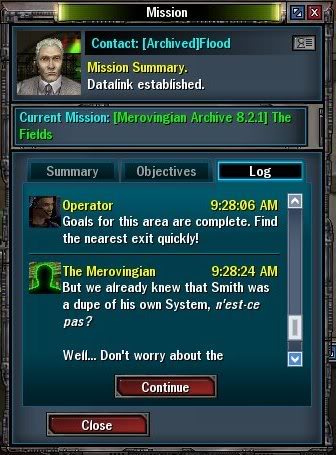 Mission
Contact: [Archived]Flood
Mission Summary.
Datalink established.
Current Mission: [Merovingian Archive 8.2.1] The
Fields
Summary Objectives Log
Operator 9:28:06 AM
Goals for this area are complete. Find
the nearest exit quickly!
The Merovingian 9:28:24 AM
But we already knew that Smith was
a dupe of his own System, n'est-ce
pas?
Well... Don't worry about the
Continue
Close